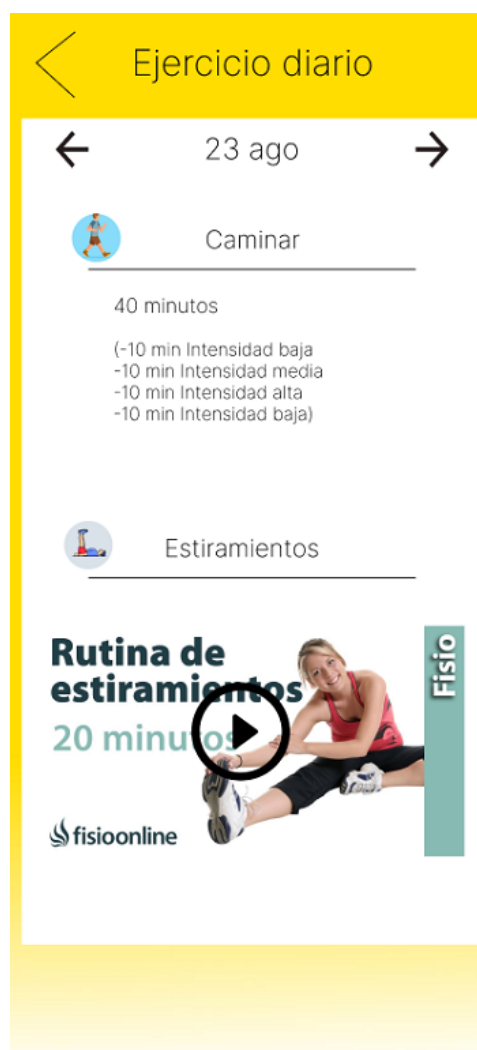 Ejercicio diario
23 ago
Caminar
40 minutos
(-10 min Intensidad baja
-10 min Intensidad media
-10 min Intensidad alta
-10 min Intensidad baja)
Estiramientos
Rutina de
estiramientos
20 minutos
fisioonline
Fisio